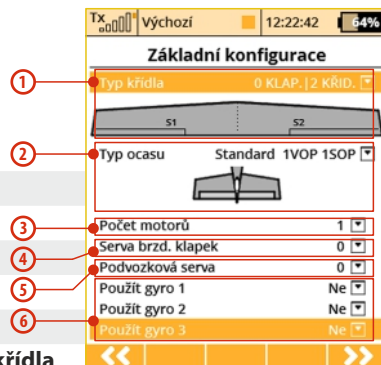 Tx Výchozí 12:22:42 64%
Základní konfigurace
1 Typ křídla 0 KLAP.|2 KŘID.
S1 S2
2 Typ ocasu Standard 1VOP 1SOP
3 Počet motorů 1
4 Serva brzd. klapek 0
5 Podvozková serva 0
Použít gyro 1 Ne
6 Použít gyro 2 Ne
Použít gyro 3 Ne
křídla
<< >>